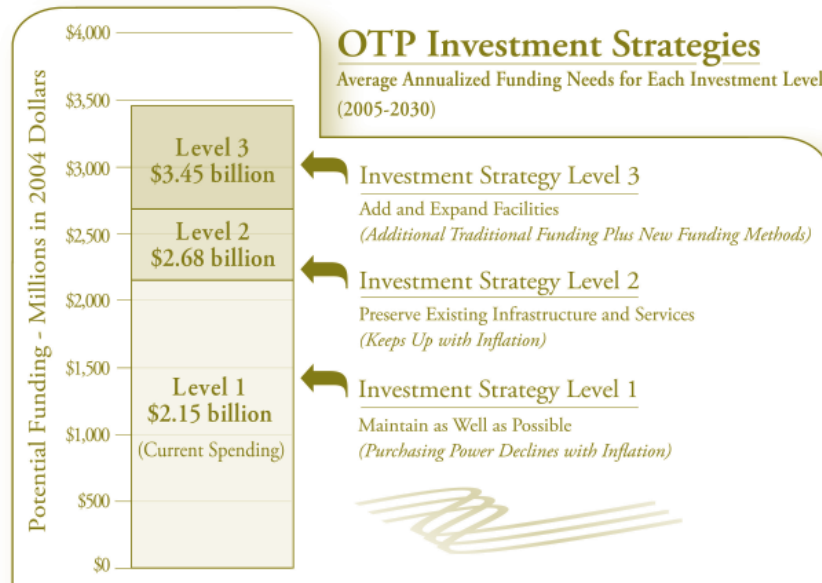 OTP Investment Strategies
Average Annualized Funding Needs for Each Investment Level
(2005-2030)
Potential Funding - Millions in 2004 Dollars
$4,000
$3,500
$3,000
$2,500
$2,000
$1,500
$1,000
$500
$0
Level 3
$3.45 billion
Level 2
$2.68 billion
Level 1
$2.15 billion
(Current Spending)
Investment Strategy Level 3
Add and Expand Facilities
(Additional Traditional Funding Plus New Funding Methods)
Investment Strategy Level 2
Preserve Existing Infrastructure and Services
(Keeps Up with Inflation)
Investment Strategy Level 1
Maintain as Well as Possible
(Purchasing Power Declines with Inflation)